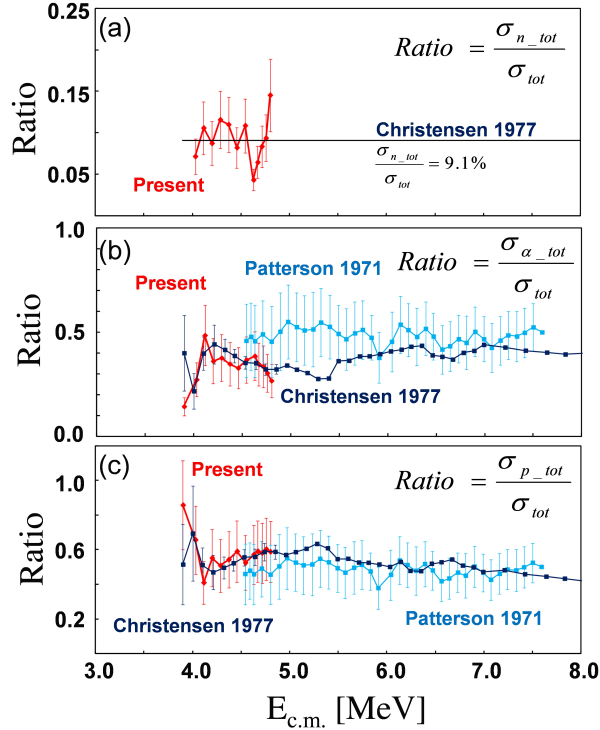 (a)
Ratio = σn_tot / σtot
0.25
0.15
0.05
Ratio
Christensen 1977
σn_tot / σtot = 9.1%
Present
(b)
Ratio = σα_tot / σtot
1.0
0.5
0.0
Ratio
Patterson 1971
Present
Christensen 1977
(c)
Ratio = σp_tot / σtot
1.0
0.6
0.2
Ratio
Present
Christensen 1977
Patterson 1971
3.0 4.0 5.0 6.0 7.0 8.0
Ec.m. [MeV]